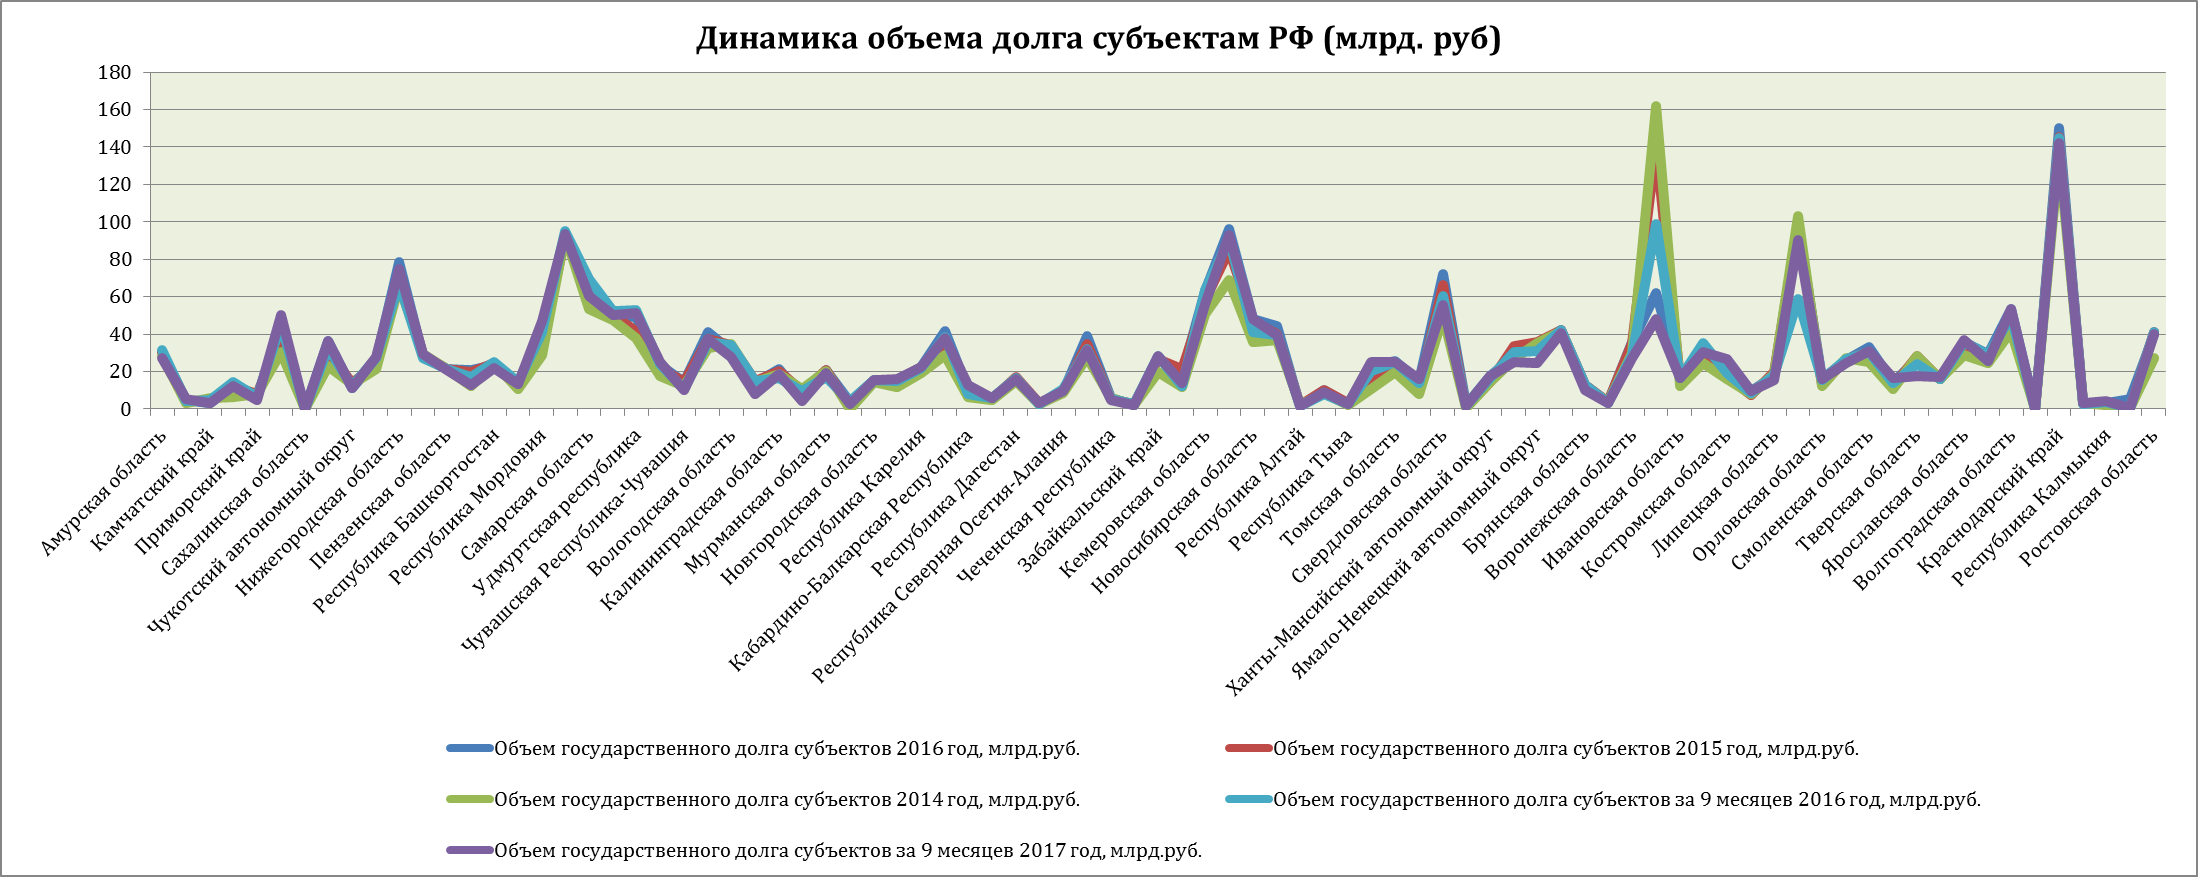 Динамика объема долга субъектам РФ (млрд. руб)
180
160
140
120
100
80
60
40
20
0
Амурская область
Камчатский край
Приморский край
Сахалинская область
Чукотский автономный округ
Нижегородская область
Пензенская область
Республика Башкортостан
Республика Мордовия
Самарская область
Удмуртская республика
Чувашская Республика-Чувашия
Вологодская область
Калининградская область
Мурманская область
Новгородская область
Республика Карелия
Кабардино-Балкарская Республика
Республика Дагестан
Республика Северная Осетия-Алания
Чеченская республика
Забайкальский край
Кемеровская область
Новосибирская область
Республика Алтай
Республика Тыва
Томская область
Свердловская область
Ханты-Мансийский автономный округ
Ямало-Ненецкий автономный округ
Брянская область
Воронежская область
Ивановская область
Костромская область
Липецкая область
Орловская область
Смоленская область
Тверская область
Ярославская область
Волгоградская область
Краснодарский край
Республика Калмыкия
Ростовская область
Объем государственного долга субъектов 2016 год, млрд.руб.
Объем государственного долга субъектов 2015 год, млрд.руб.
Объем государственного долга субъектов 2014 год, млрд.руб.
Объем государственного долга субъектов за 9 месяцев 2016 год, млрд.руб.
Объем государственного долга субъектов за 9 месяцев 2017 год, млрд.руб.